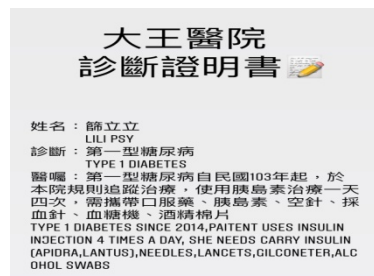 大王醫院
診斷證明書📝
姓名：篩立立
LILI PSY
診斷：第一型糖尿病
TYPE 1 DIABETES
醫囑：第一型糖尿病自民國103年起，於
本院規則追蹤治療，使用胰島素治療一天
四次，需攜帶口服藥、胰島素、空針、採
血針、血糖機、酒精棉片
TYPE 1 DIABETES SINCE 2014,PAITENT USES INSULIN
INJECTION 4 TIMES A DAY, SHE NEEDS CARRY INSULIN
(APIDRA,LANTUS),NEEDLES,LANCETS,GILCONETER,ALC
OHOL SWABS